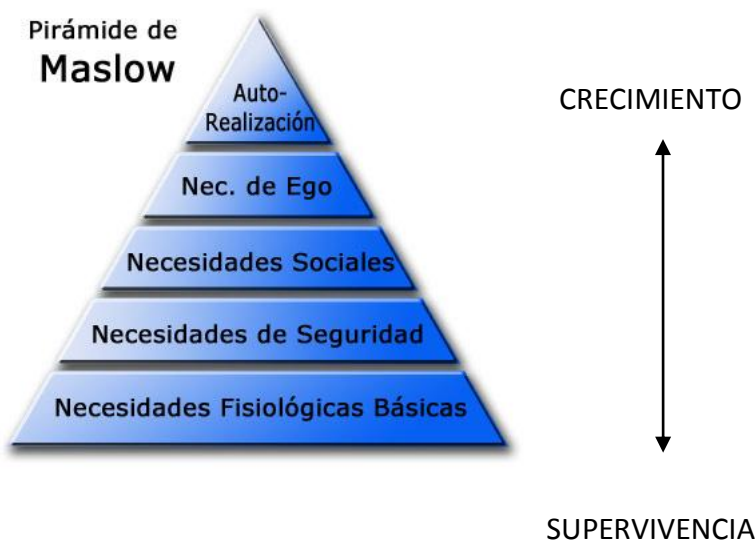 Pirámide de
Maslow
Auto-
Realización
Nec. de Ego
Necesidades Sociales
Necesidades de Seguridad
Necesidades Fisiológicas Básicas
CRECIMIENTO
SUPERVIVENCIA